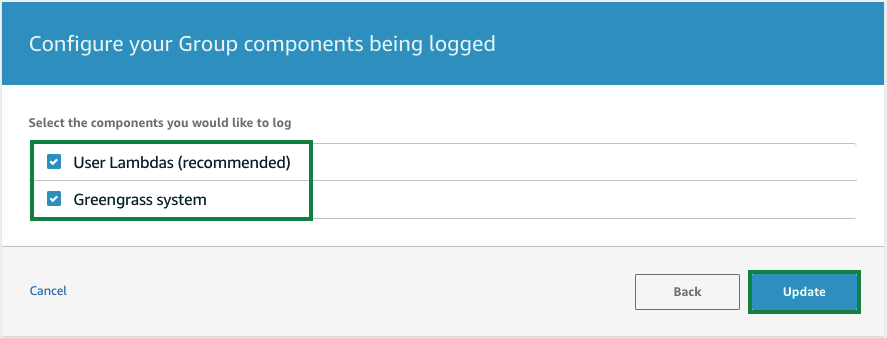 Configure your Group components being logged
Select the components you would like to log
User Lambdas (recommended)
Greengrass system
Cancel
Back
Update